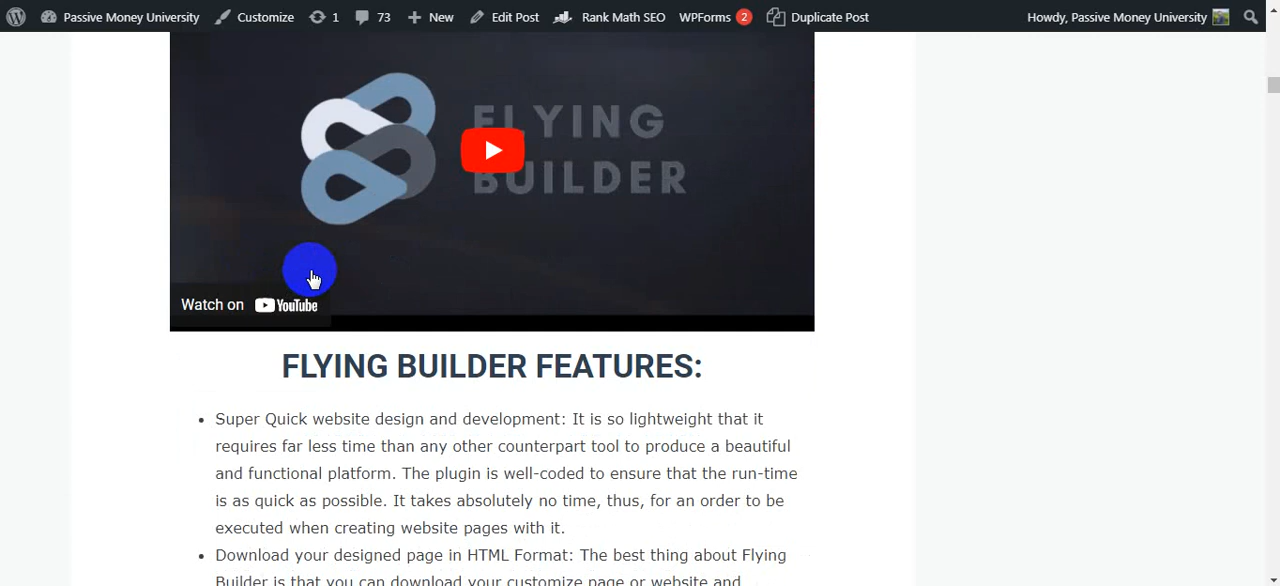 Passive Money University Customize 1 73 New Edit Post Rank Math SEO WPForms 2 Duplicate Post Howdy, Passive Money University
FLYING
BUILDER
Watch on YouTube
FLYING BUILDER FEATURES:
• Super Quick website design and development: It is so lightweight that it
requires far less time than any other counterpart tool to produce a beautiful
and functional platform. The plugin is well-coded to ensure that the run-time
is as quick as possible. It takes absolutely no time, thus, for an order to be
executed when creating website pages with it.
• Download your designed page in HTML Format: The best thing about Flying
Builder is that you can download your customize page or website and